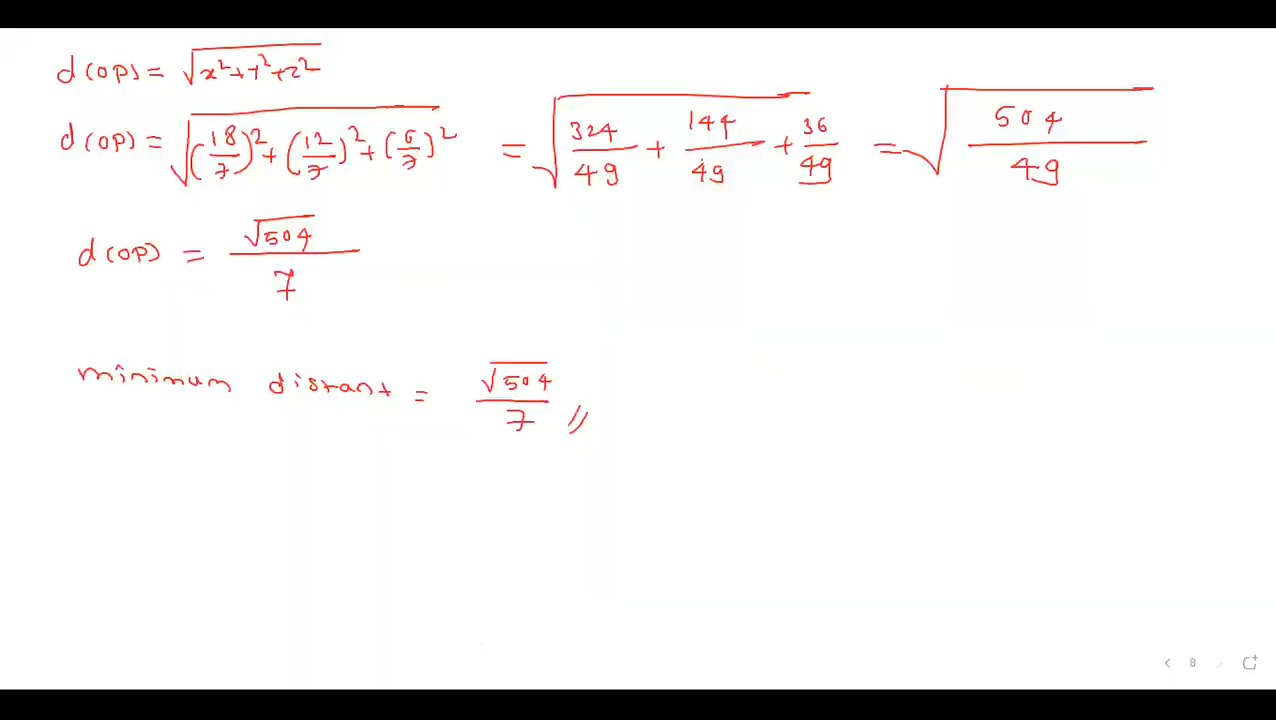 d(OP) = √(x²+y²+z²)
d(OP) = √((18/7)²+(12/7)²+(6/7)²) = √(324/49 + 144/49 + 36/49) = √(504/49)
d(OP) = √504/7
minimum distant = √504/7 //
< 8 >